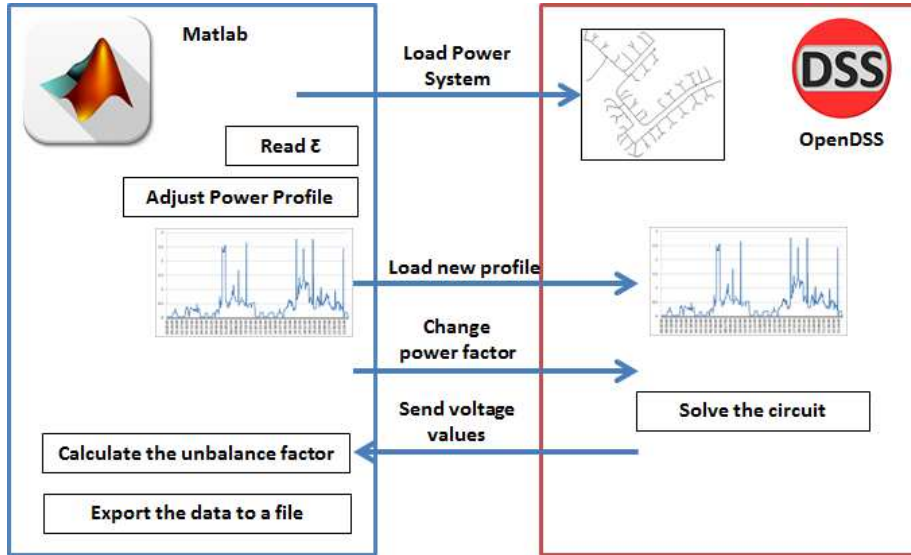 Matlab
Load Power
System
DSS
OpenDSS
Read Ɛ
Adjust Power Profile
Load new profile
Change
power factor
Send voltage
values
Solve the circuit
Calculate the unbalance factor
Export the data to a file